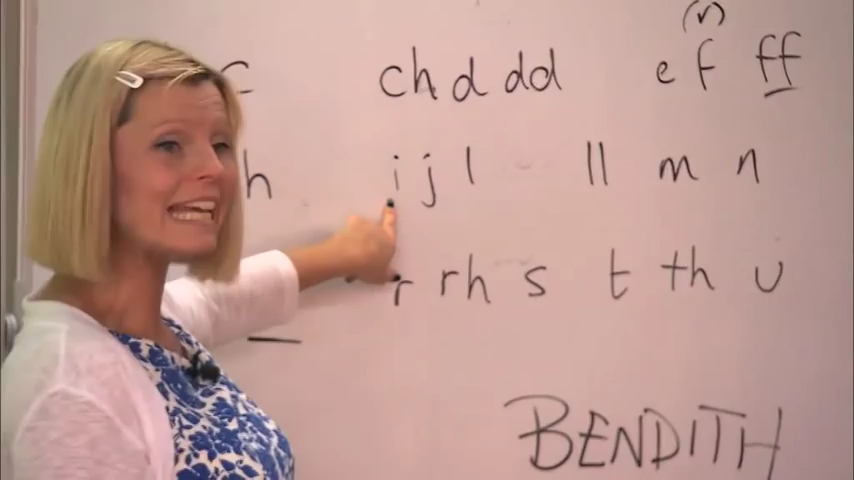 (v)
c ch d dd e f ff
h i j l ll m n
r rh s t th u
BENDITH